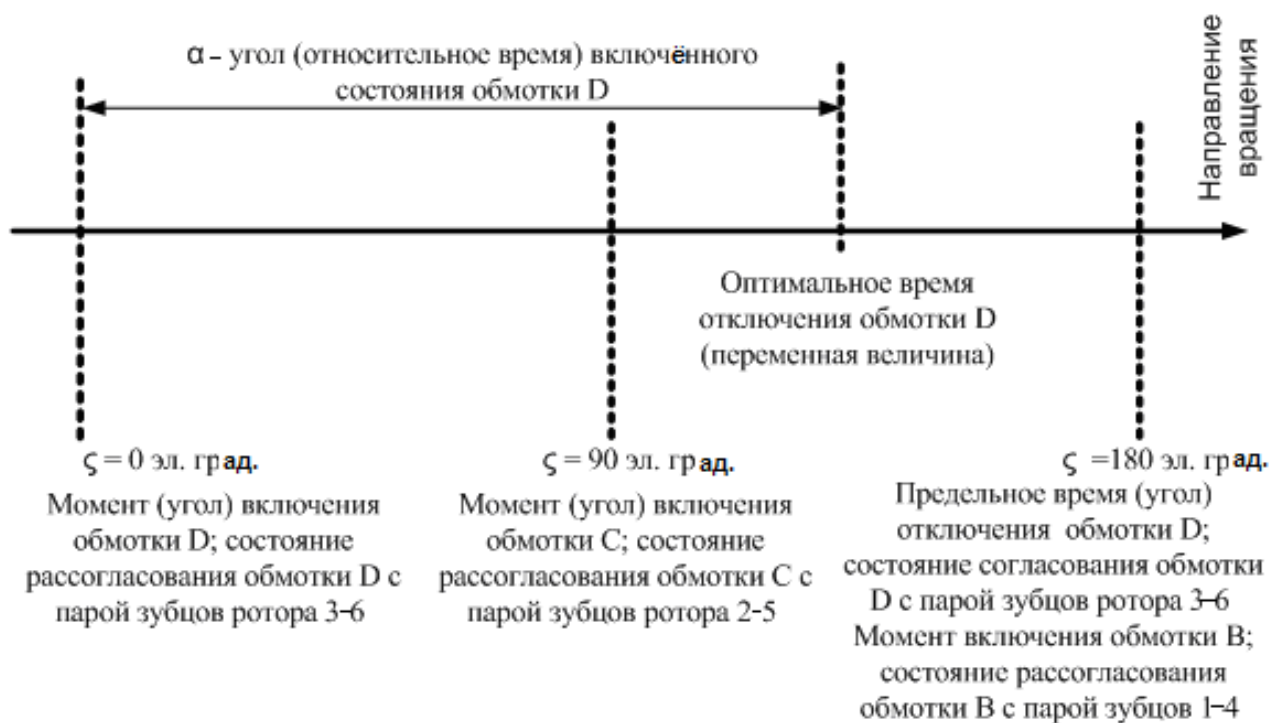 Направление
вращения
α – угол (относительное время) включённого
состояния обмотки D
Оптимальное время
отключения обмотки D
(переменная величина)
ς = 0 эл. град.
Момент (угол) включения
обмотки D; состояние
рассогласования обмотки D с
парой зубцов ротора 3–6
ς = 90 эл. град.
Момент (угол) включения
обмотки C; состояние
рассогласования обмотки C с
парой зубцов ротора 2-5
ς =180 эл. град.
Предельное время (угол)
отключения обмотки D;
состояние согласования обмотки
D с парой зубцов ротора 3–6
Момент включения обмотки B;
состояние рассогласования
обмотки B с парой зубцов 1–4